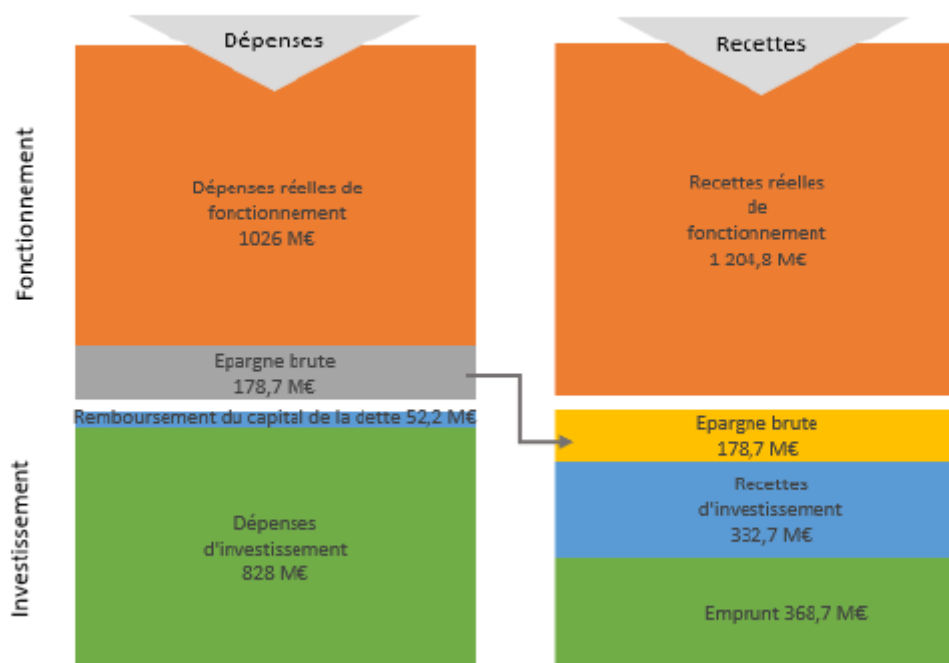 Dépenses
Recettes
Fonctionnement
Dépenses réelles de
fonctionnement
1026 M€
Recettes réelles
de
fonctionnement
1 204,8 M€
Epargne brute
178,7 M€
Investissement
Remboursement du capital de la dette 52,2 M€
Dépenses
d'investissement
828 M€
Epargne brute
178,7 M€
Recettes
d'investissement
332,7 M€
Emprunt 368,7 M€